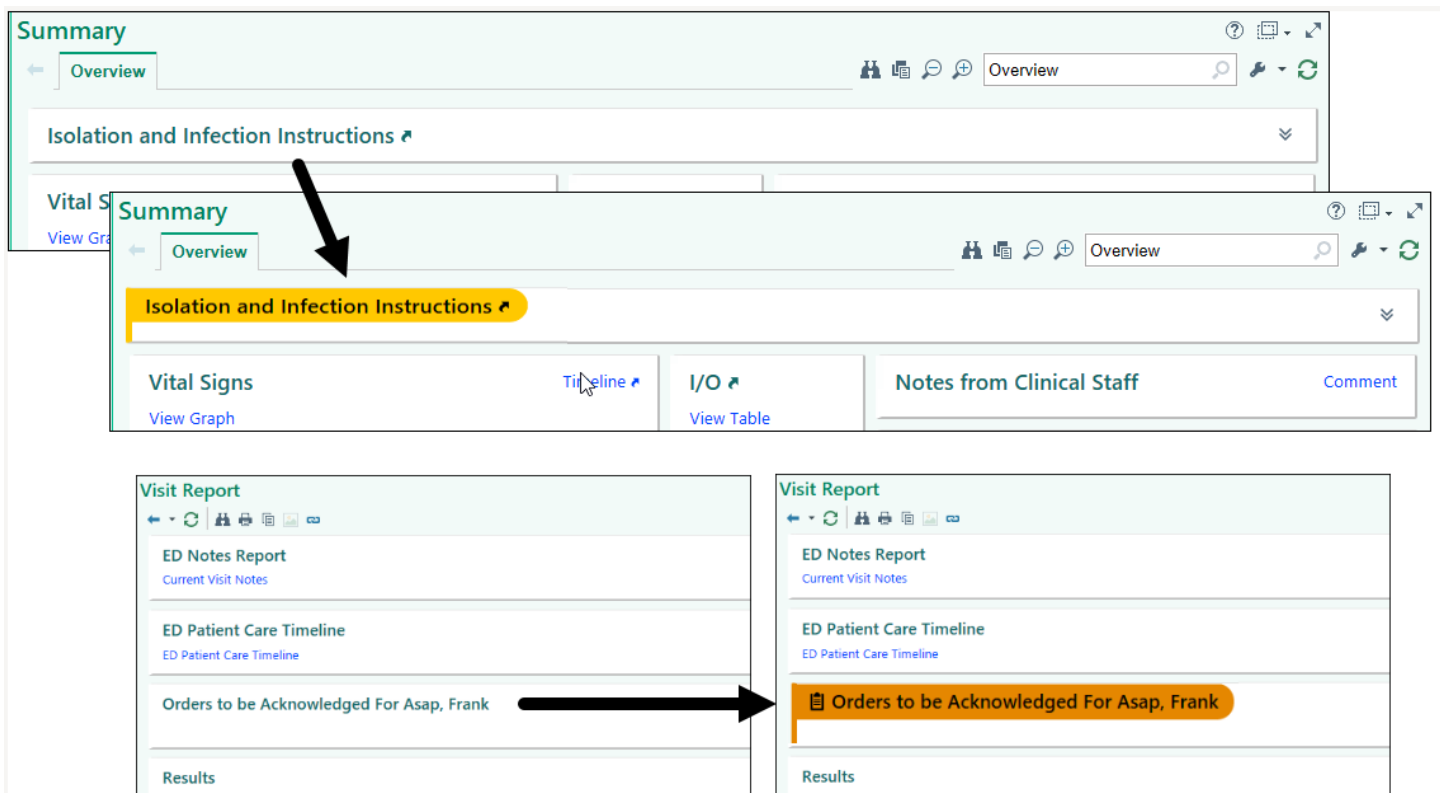 Summary
Overview
Overview
Isolation and Infection Instructions
Vital S
View Gra
Summary
Overview
Overview
Isolation and Infection Instructions
Vital Signs
Timeline
I/O
Notes from Clinical Staff
Comment
View Graph
View Table
Visit Report
ED Notes Report
Current Visit Notes
ED Patient Care Timeline
ED Patient Care Timeline
Orders to be Acknowledged For Asap, Frank
Results
Visit Report
ED Notes Report
Current Visit Notes
ED Patient Care Timeline
ED Patient Care Timeline
Orders to be Acknowledged For Asap, Frank
Results